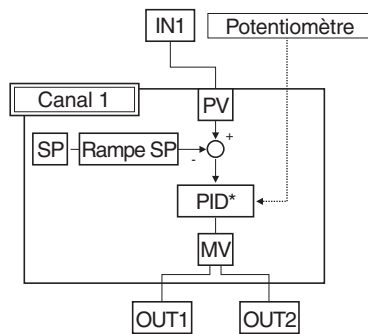 IN1
Potentiomètre
Canal 1
PV
SP
Rampe SP
+
-
PID*
MV
OUT1
OUT2